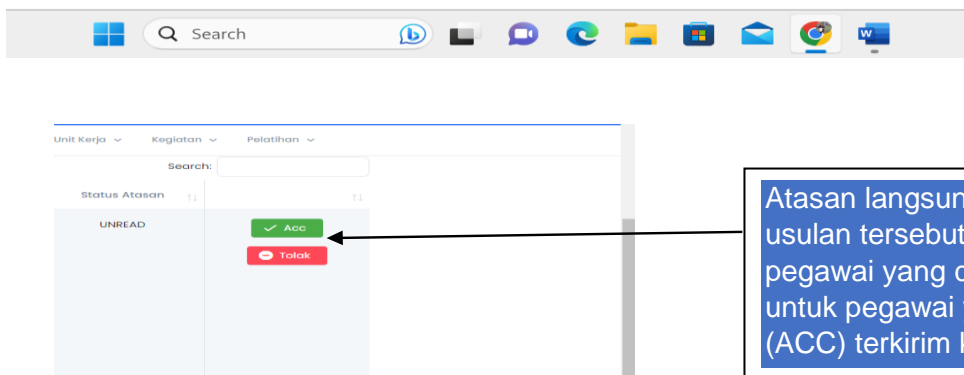 Search
Unit Kerja Kegiatan Pelatihan
Search:
Status Atasan
UNREAD
Acc
Tolak
Atasan langsun
usulan tersebut
pegawai yang
untuk pegawai
(ACC) terkirim